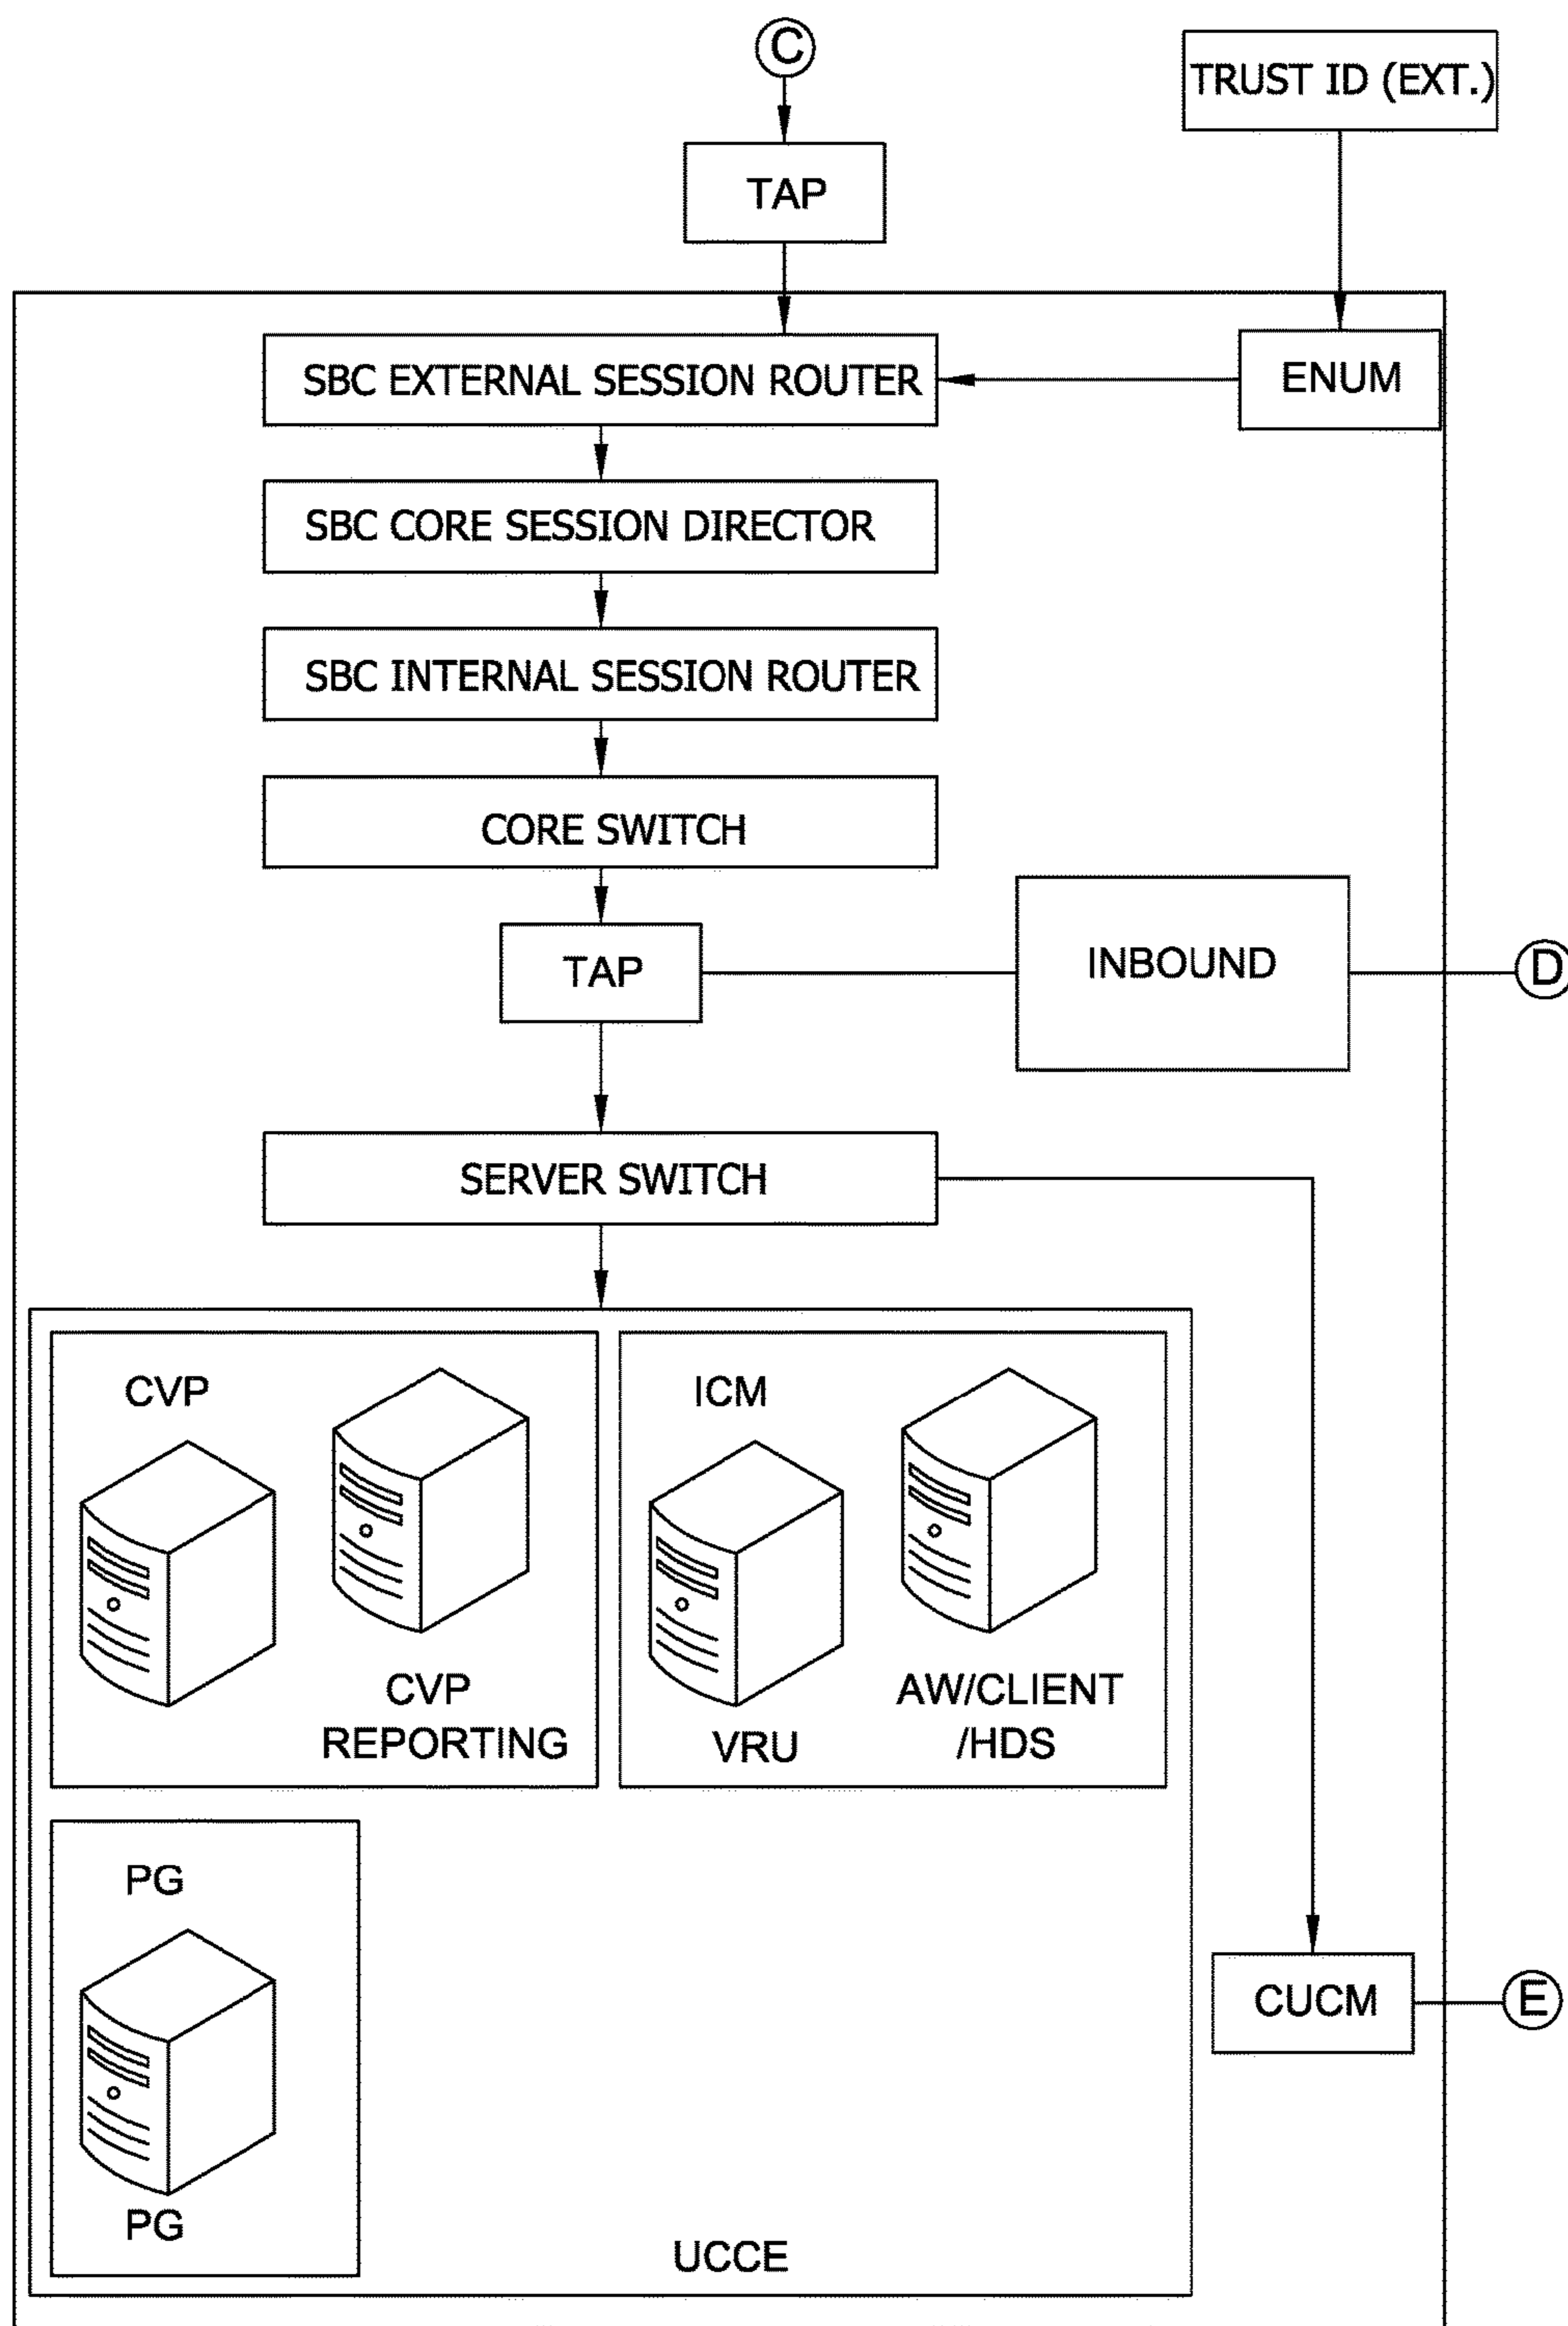 C
TRUST ID (EXT.)
TAP
SBC EXTERNAL SESSION ROUTER
ENUM
SBC CORE SESSION DIRECTOR
SBC INTERNAL SESSION ROUTER
CORE SWITCH
TAP
INBOUND
D
SERVER SWITCH
CVP
CVP
REPORTING
ICM
VRU
AW/CLIENT
/HDS
PG
PG
UCCE
CUCM
E